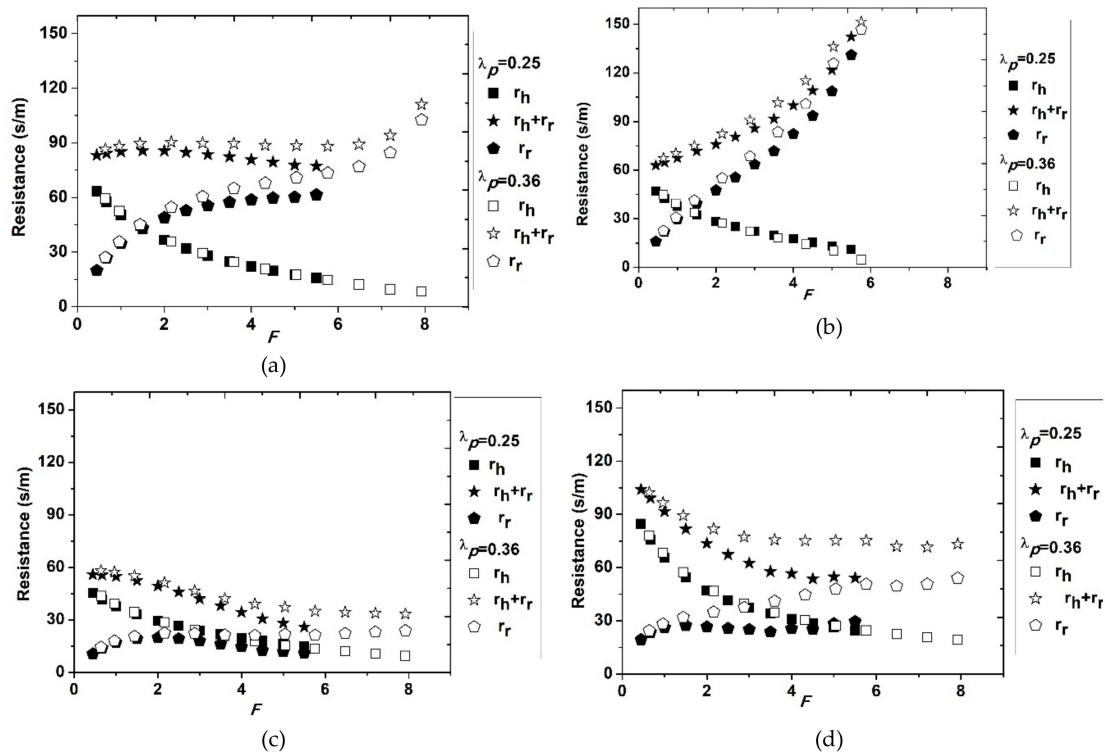 150
120
90
60
30
0
Resistance (s/m)
0 2 4 6 8
F
λp=0.25
rh
rh+rr
rr
λp=0.36
rh
rh+rr
rr
(a)
150
120
90
60
30
0
Resistance (s/m)
0 2 4 6 8
F
λp=0.25
rh
rh+rr
rr
λp=0.36
rh
rh+rr
rr
(b)
150
120
90
60
30
0
Resistance (s/m)
0 2 4 6 8
F
λp=0.25
rh
rh+rr
rr
λp=0.36
rh
rh+rr
rr
(c)
150
120
90
60
30
0
Resistance (s/m)
0 2 4 6 8
F
λp=0.25
rh
rh+rr
rr
λp=0.36
rh
rh+rr
rr
(d)